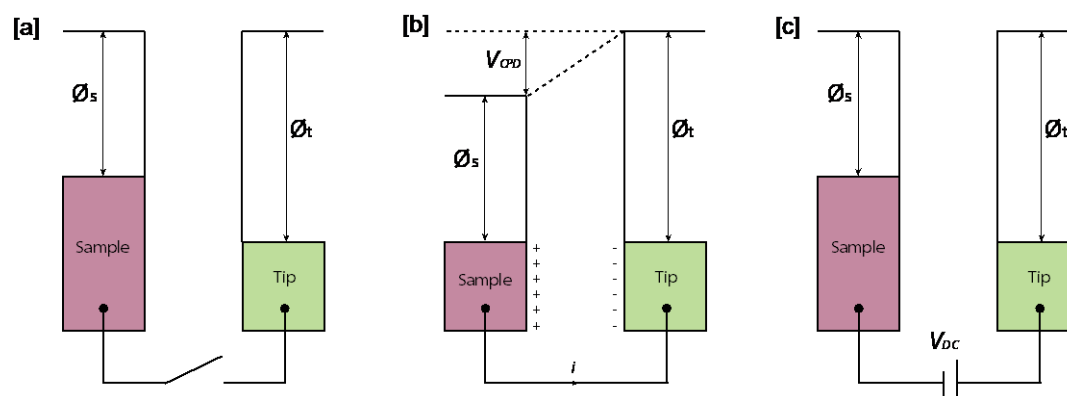 [a]
Øs
Øt
Sample
Tip
[b]
VCPD
Øs
Øt
+ -
+ -
+ -
+ -
+ -
+ -
+ -
Sample
Tip
i
[c]
Øs
Øt
Sample
Tip
VDC